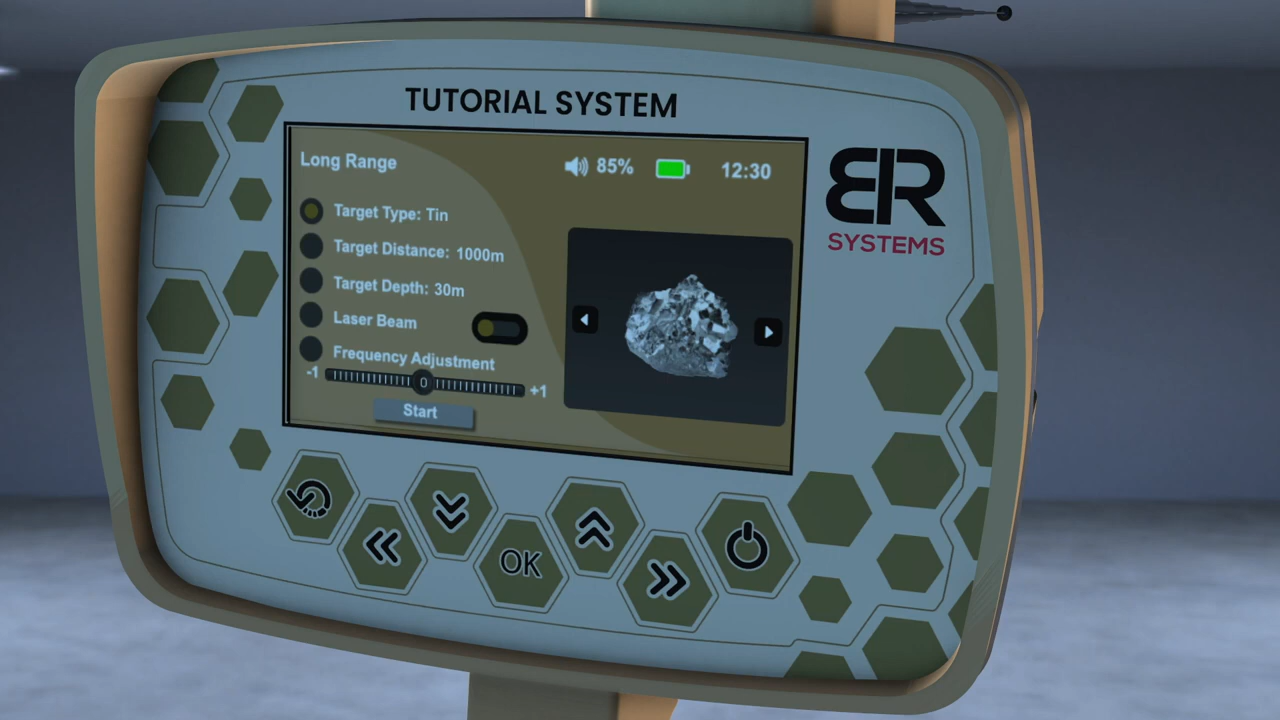 TUTORIAL SYSTEM
ER
SYSTEMS
Long Range
85%
12:30
Target Type: Tin
Target Distance: 1000m
Target Depth: 30m
Laser Beam
Frequency Adjustment
-1
0
+1
Start
OK